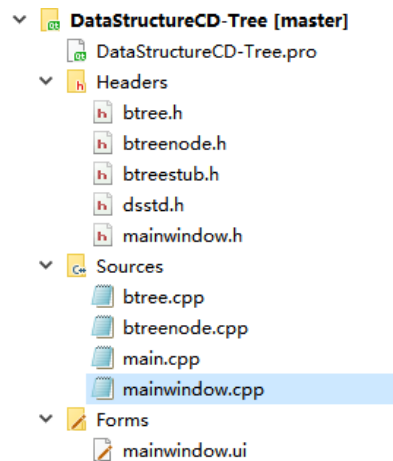 DataStructureCD-Tree [master]
DataStructureCD-Tree.pro
Headers
btree.h
btreenode.h
btreestub.h
dsstd.h
mainwindow.h
Sources
btree.cpp
btreenode.cpp
main.cpp
mainwindow.cpp
Forms
mainwindow.ui